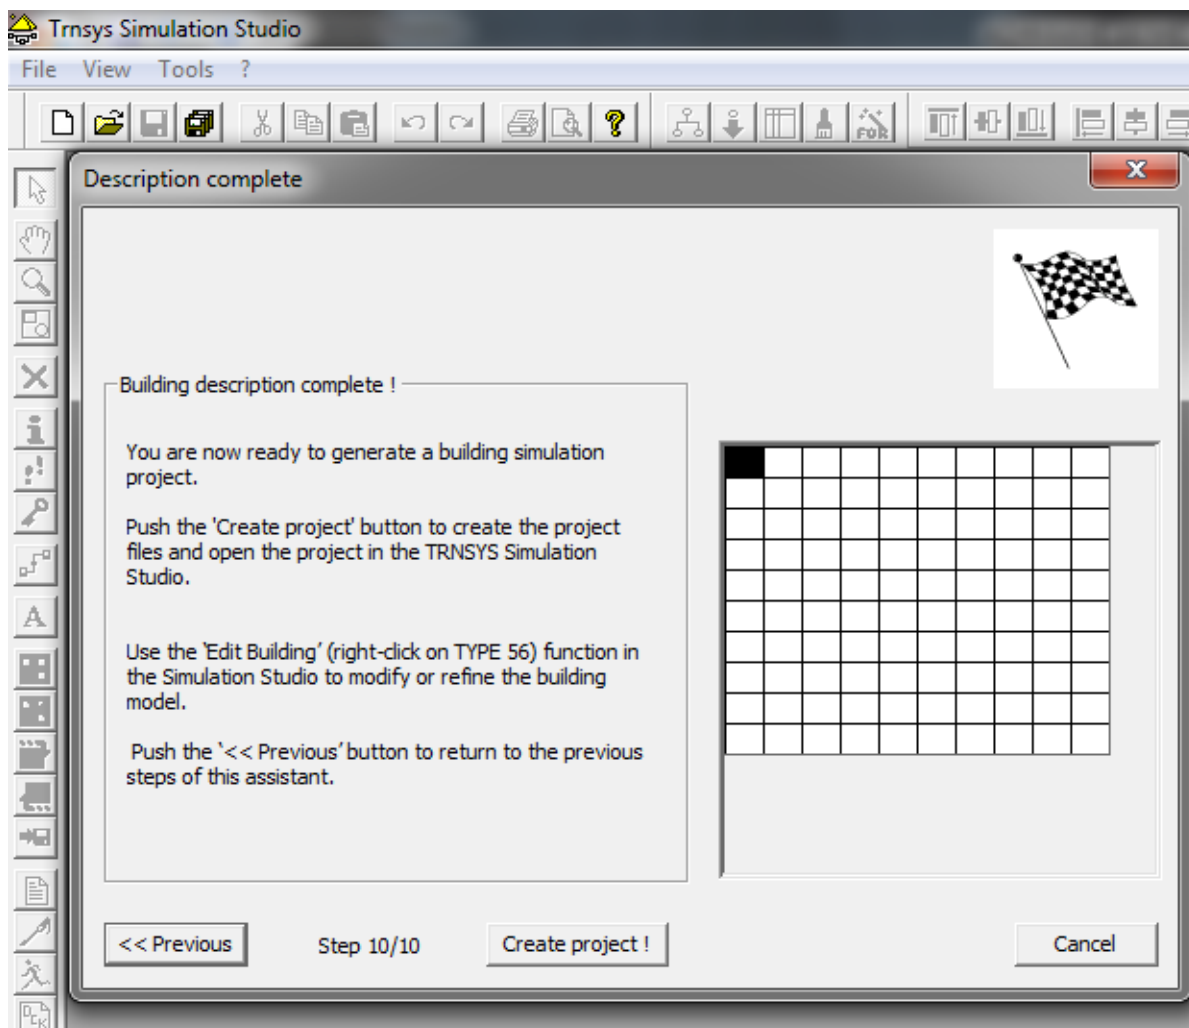 Trnsys Simulation Studio
File View Tools ?
FOR
Description complete
Building description complete !
You are now ready to generate a building simulation
project.
Push the 'Create project' button to create the project
files and open the project in the TRNSYS Simulation
Studio.
Use the ‘Edit Building’ (right-click on TYPE 56) function in
the Simulation Studio to modify or refine the building
model.
Push the ‘<< Previous’ button to return to the previous
steps of this assistant.
<< Previous
Step 10/10
Create project !
Cancel
A
DCK